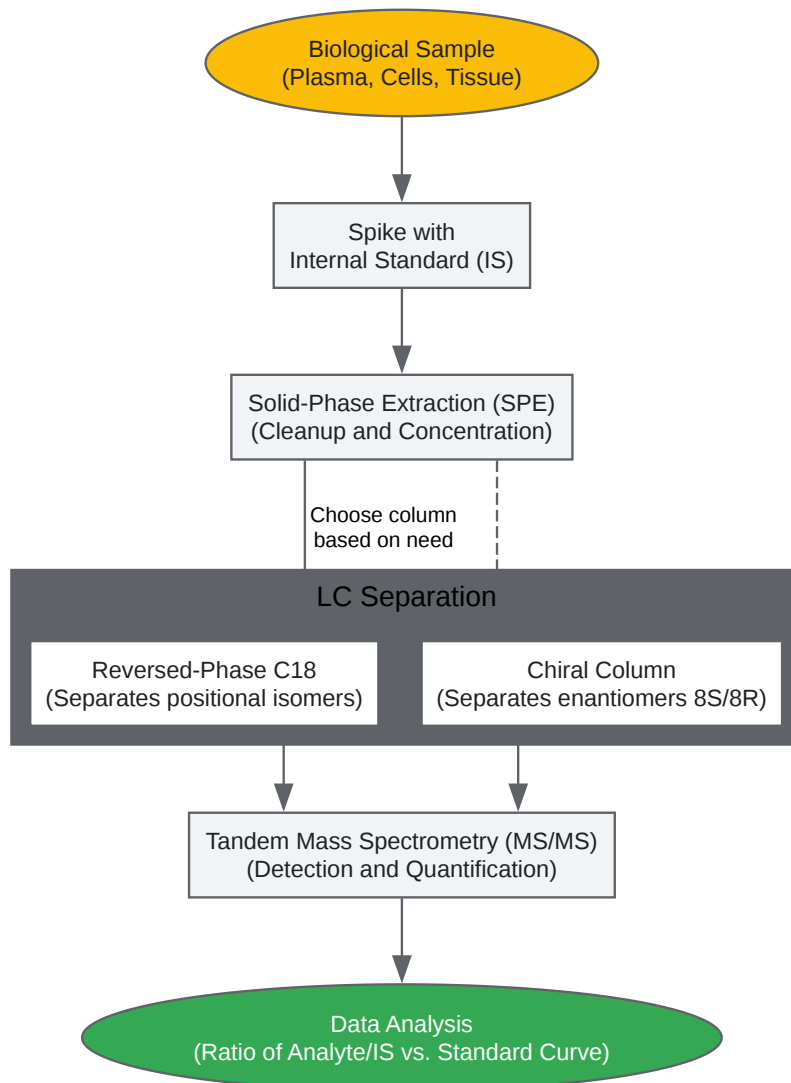 Biological Sample
(Plasma, Cells, Tissue)
Spike with
Internal Standard (IS)
Solid-Phase Extraction (SPE)
(Cleanup and Concentration)
Choose column
based on need
LC Separation
Reversed-Phase C18
(Separates positional isomers)
Chiral Column
(Separates enantiomers 8S/8R)
Tandem Mass Spectrometry (MS/MS)
(Detection and Quantification)
Data Analysis
(Ratio of Analyte/IS vs. Standard Curve)